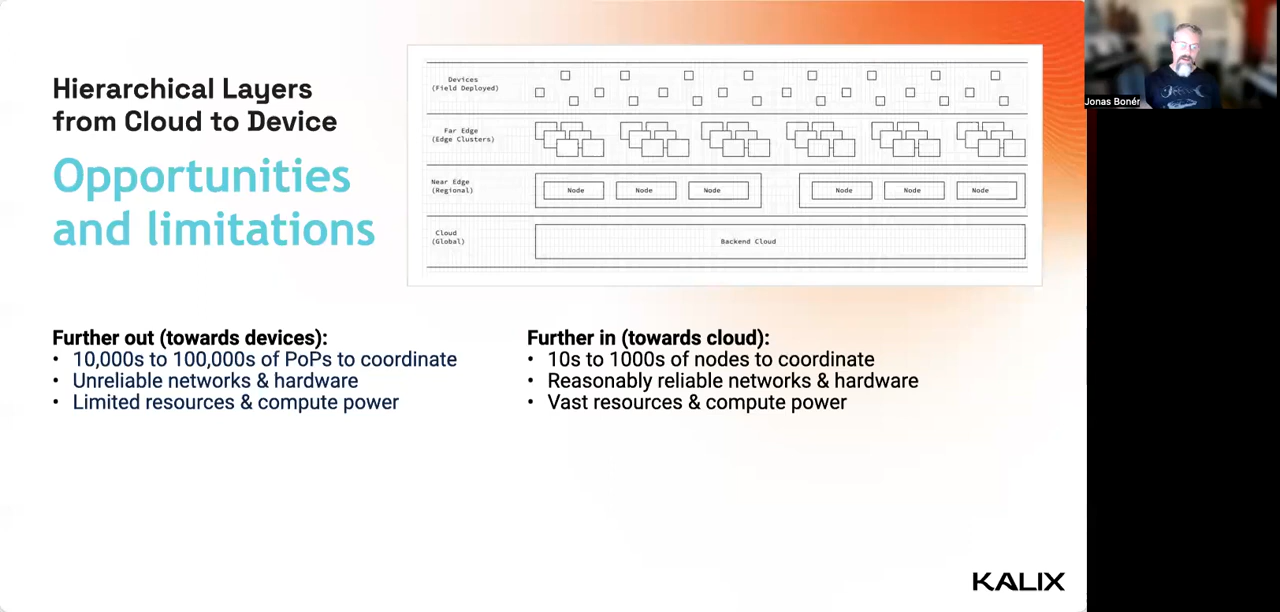 Hierarchical Layers
from Cloud to Device
Opportunities
and limitations
Devices
(Field Deployed)
Far Edge
(Edge Clusters)
Near Edge
(Regional)
Node Node Node Node Node Node
Cloud
(Global)
Backend Cloud
Further out (towards devices):
• 10,000s to 100,000s of PoPs to coordinate
• Unreliable networks & hardware
• Limited resources & compute power
Further in (towards cloud):
• 10s to 1000s of nodes to coordinate
• Reasonably reliable networks & hardware
• Vast resources & compute power
KALIX
Jonas Bonér